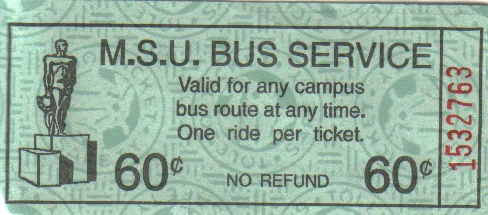 M.S.U. BUS SERVICE
Valid for any campus
bus route at any time.
One ride per ticket.
60¢ NO REFUND 60¢
1532763